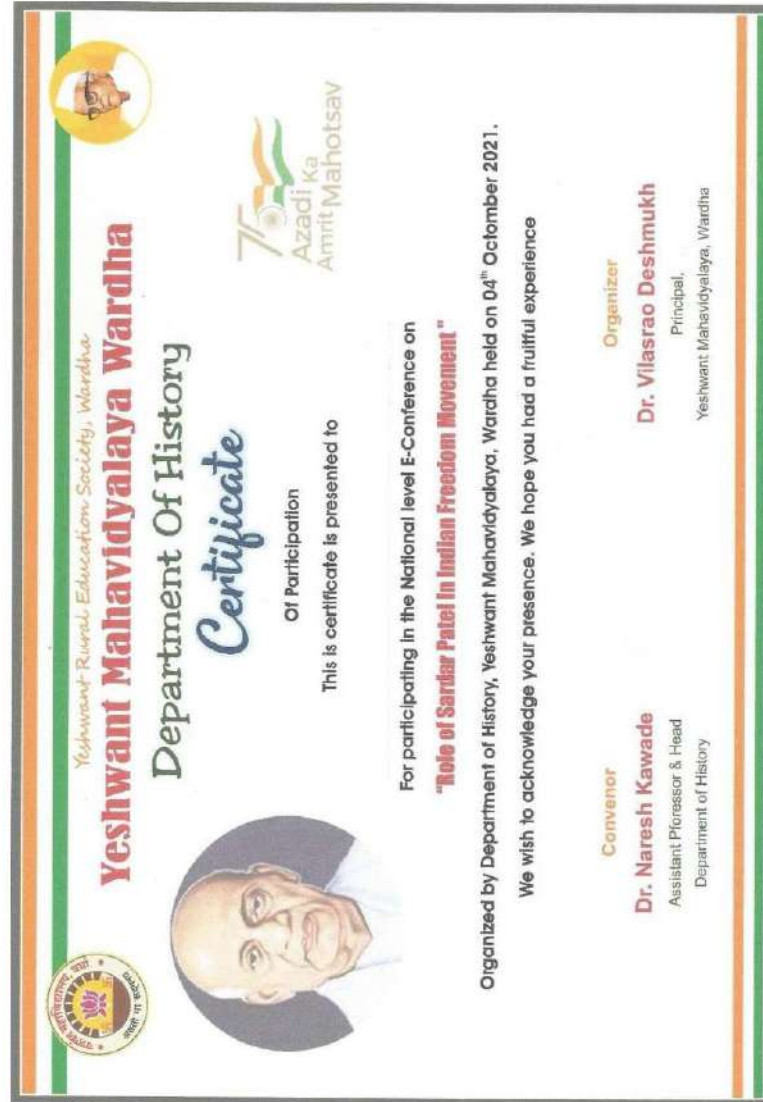 Yeshwant Rural Education Society, Wardha
Yeshwant Mahavidyalaya Wardha
Department Of History
Certificate
75
Azadi Ka
Amrit Mahotsav
Of Participation
This is certificate is presented to
For participating in the National level E-Conference on
"Role of Sardar Patel In Indian Freedom Movement"
Organized by Department of History, Yeshwant Mahavidyalaya, Wardha held on 04th Octomber 2021.
We wish to acknowledge your presence. We hope you had a fruitful experience
Convenor
Dr. Naresh Kawade
Assistant Pforessor & Head
Department of History
Organizer
Dr. Vilasrao Deshmukh
Principal,
Yeshwant Mahavidyalaya, Wardha